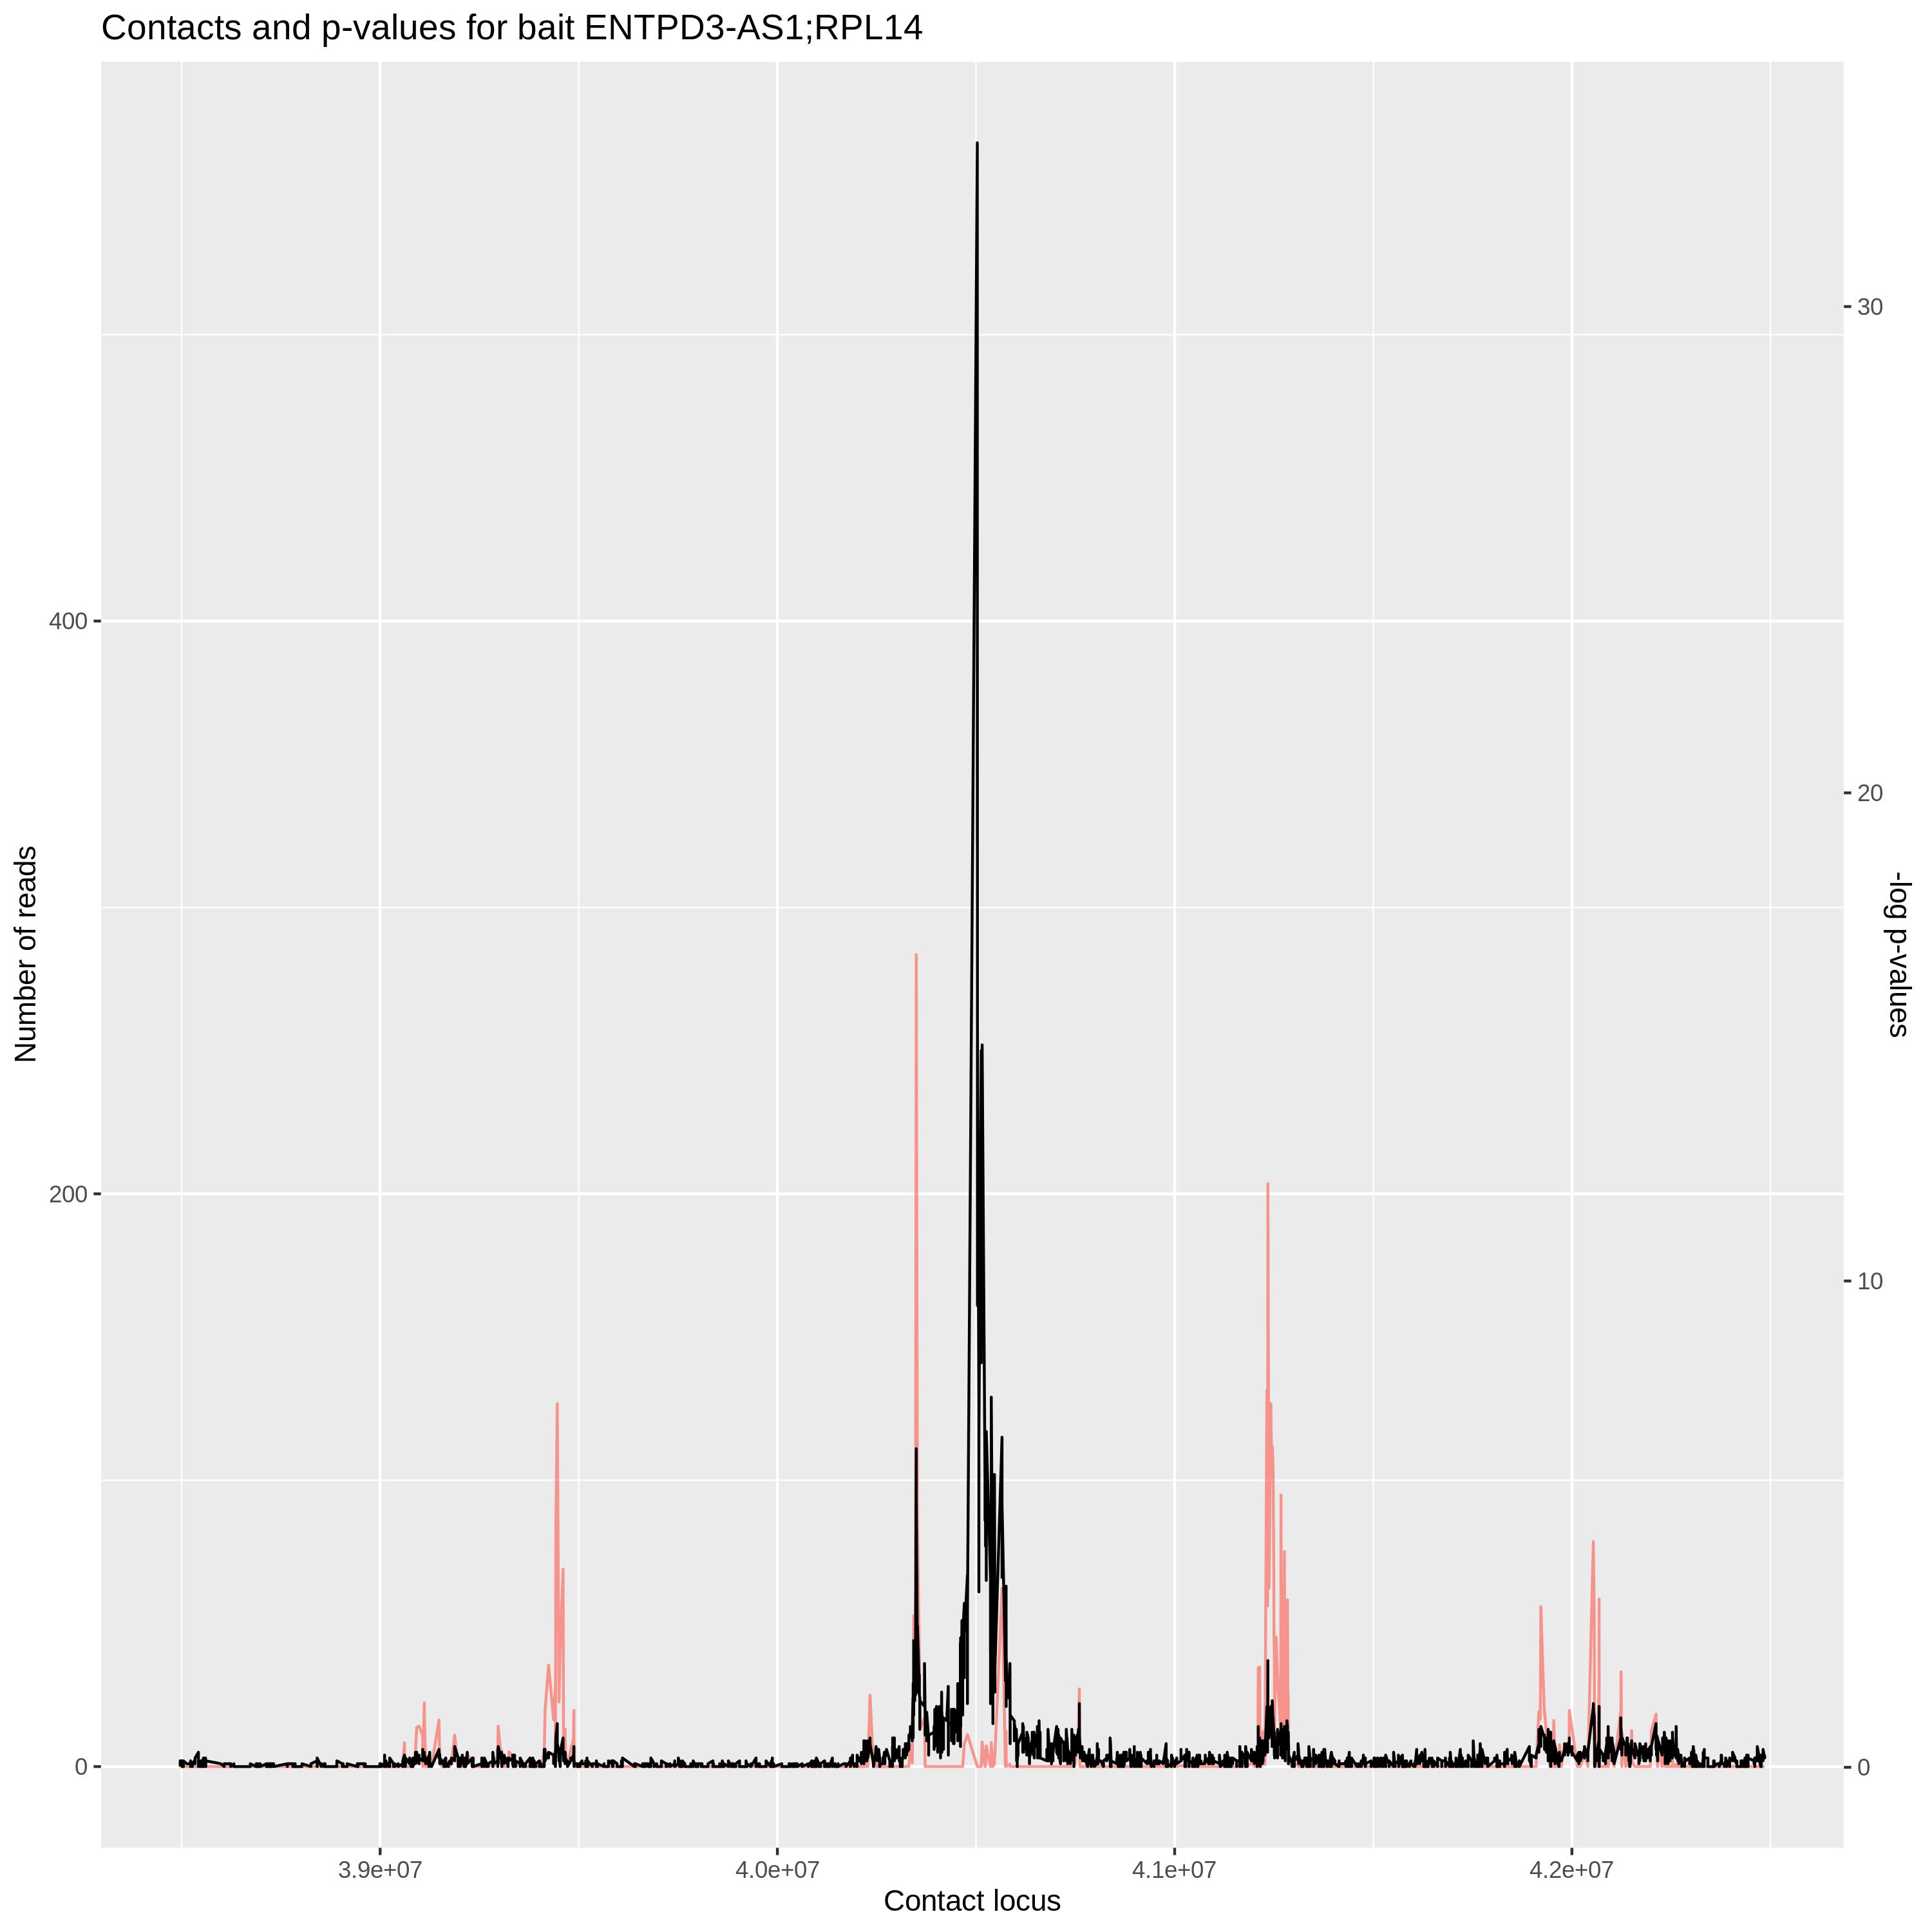 Contacts and p-values for bait ENTPD3-AS1;RPL14
30
400
20
Number of reads
-log p-values
200
10
0
0
3.9e+07
4.0e+07
4.1e+07
4.2e+07
Contact locus